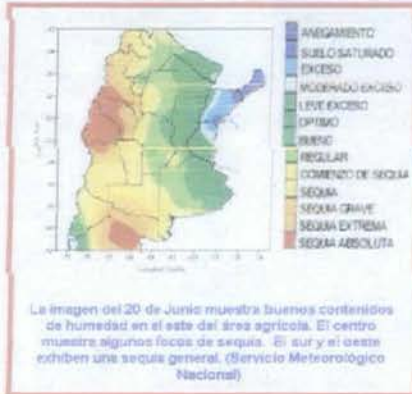 ANEGAMIENTO
SUELO SATURADO
EXCESO
MODERADO EXCESO
LEVE EXCESO
OPTIMO
BUENO
REGULAR
COMIENZO DE SEQUIA
SEQUIA
SEQUIA GRAVE
SEQUIA EXTREMA
SEQUIA ABSOLUTA
La imagen del 20 de Junio muestra buenos contenidos
de humedad en el este del área agrícola. El centro
muestra algunos focos de sequía. El sur y el oeste
exhiben una sequía general. (Servicio Meteorológico
Nacional)